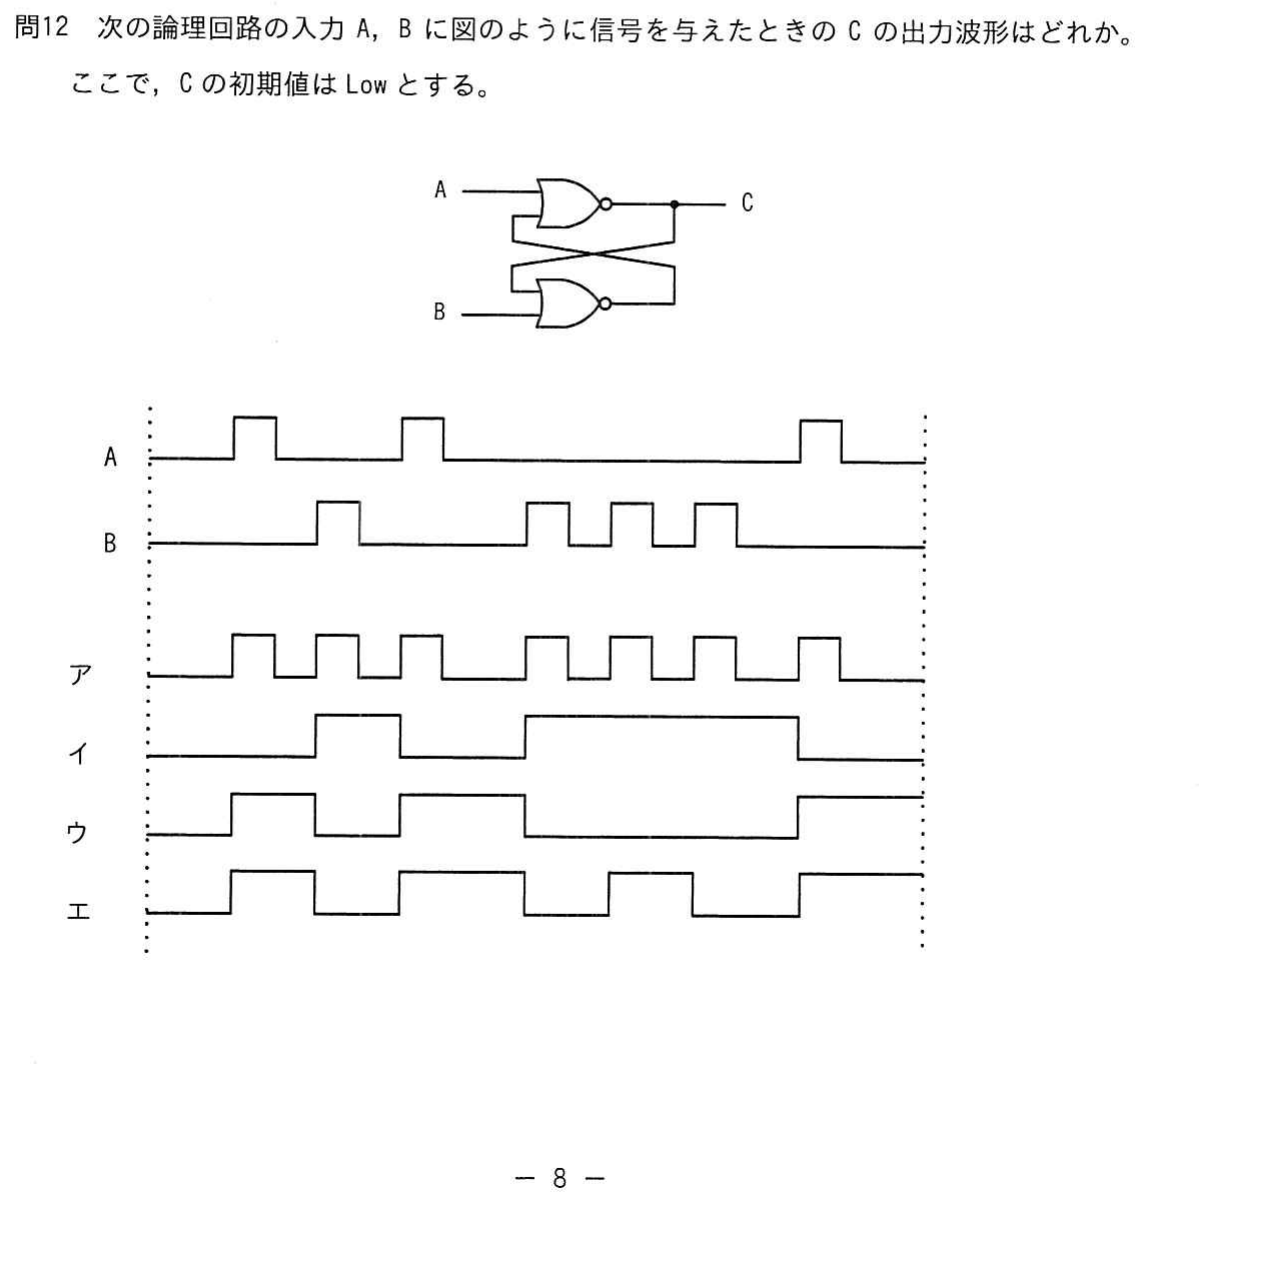 問12　次の論理回路の入力 A, B に図のように信号を与えたときの C の出力波形はどれか。
ここで, C の初期値は Low とする。
A
C
B
A
B
ア
イ
ウ
エ
— 8 —